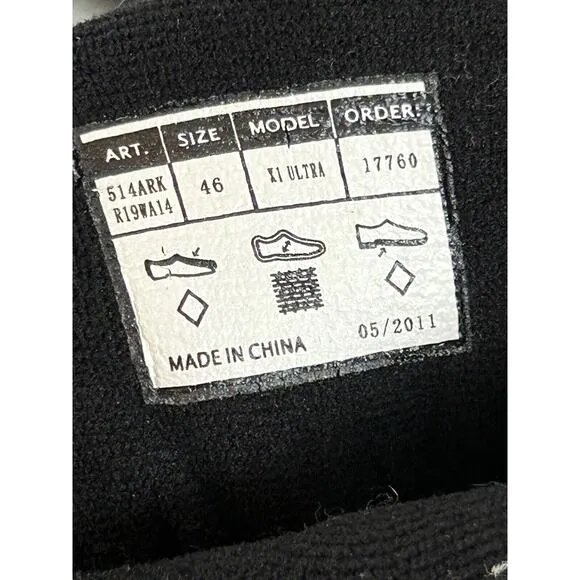 ART. SIZE MODEL ORDER:
514ARK
R19WA14 46 X1 ULTRA 17760
MADE IN CHINA 05/2011